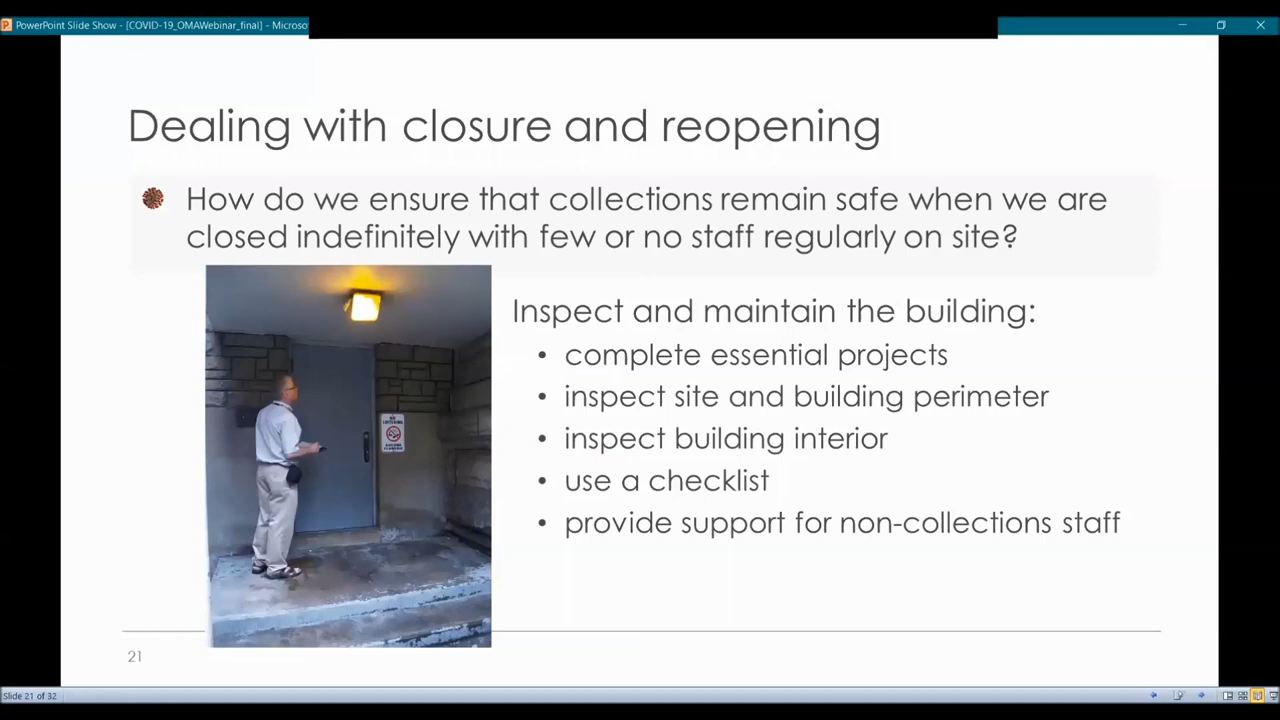 PowerPoint Slide Show - [COVID-19_OMAWebinar_final] - Microso
Dealing with closure and reopening
How do we ensure that collections remain safe when we are
closed indefinitely with few or no staff regularly on site?
Inspect and maintain the building:
• complete essential projects
• inspect site and building perimeter
• inspect building interior
• use a checklist
• provide support for non-collections staff
NO
LOITERING
21
Slide 21 of 32